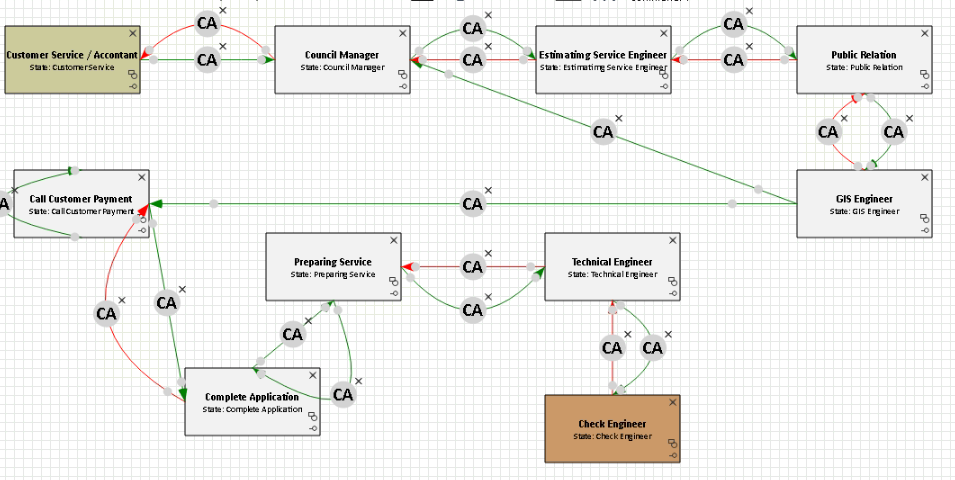 CA
CA
Customer Service / Accontant
State: CustomerService
CA
Council Manager
State: Council Manager
CA
Estimating Service Engineer
State: Estimatimg Service Engineer
CA
Public Relation
State: Public Relation
CA
CA
CA
CA
CA
CA
Call Customer Payment
State: Call Customer Payment
CA
GIS Engineer
State: GIS Engineer
Preparing Service
State: Preparing Service
CA
Technical Engineer
State: Technical Engineer
CA
CA
CA
CA
CA
CA
Complete Application
State: Complete Application
CA
Check Engineer
State: Check Engineer